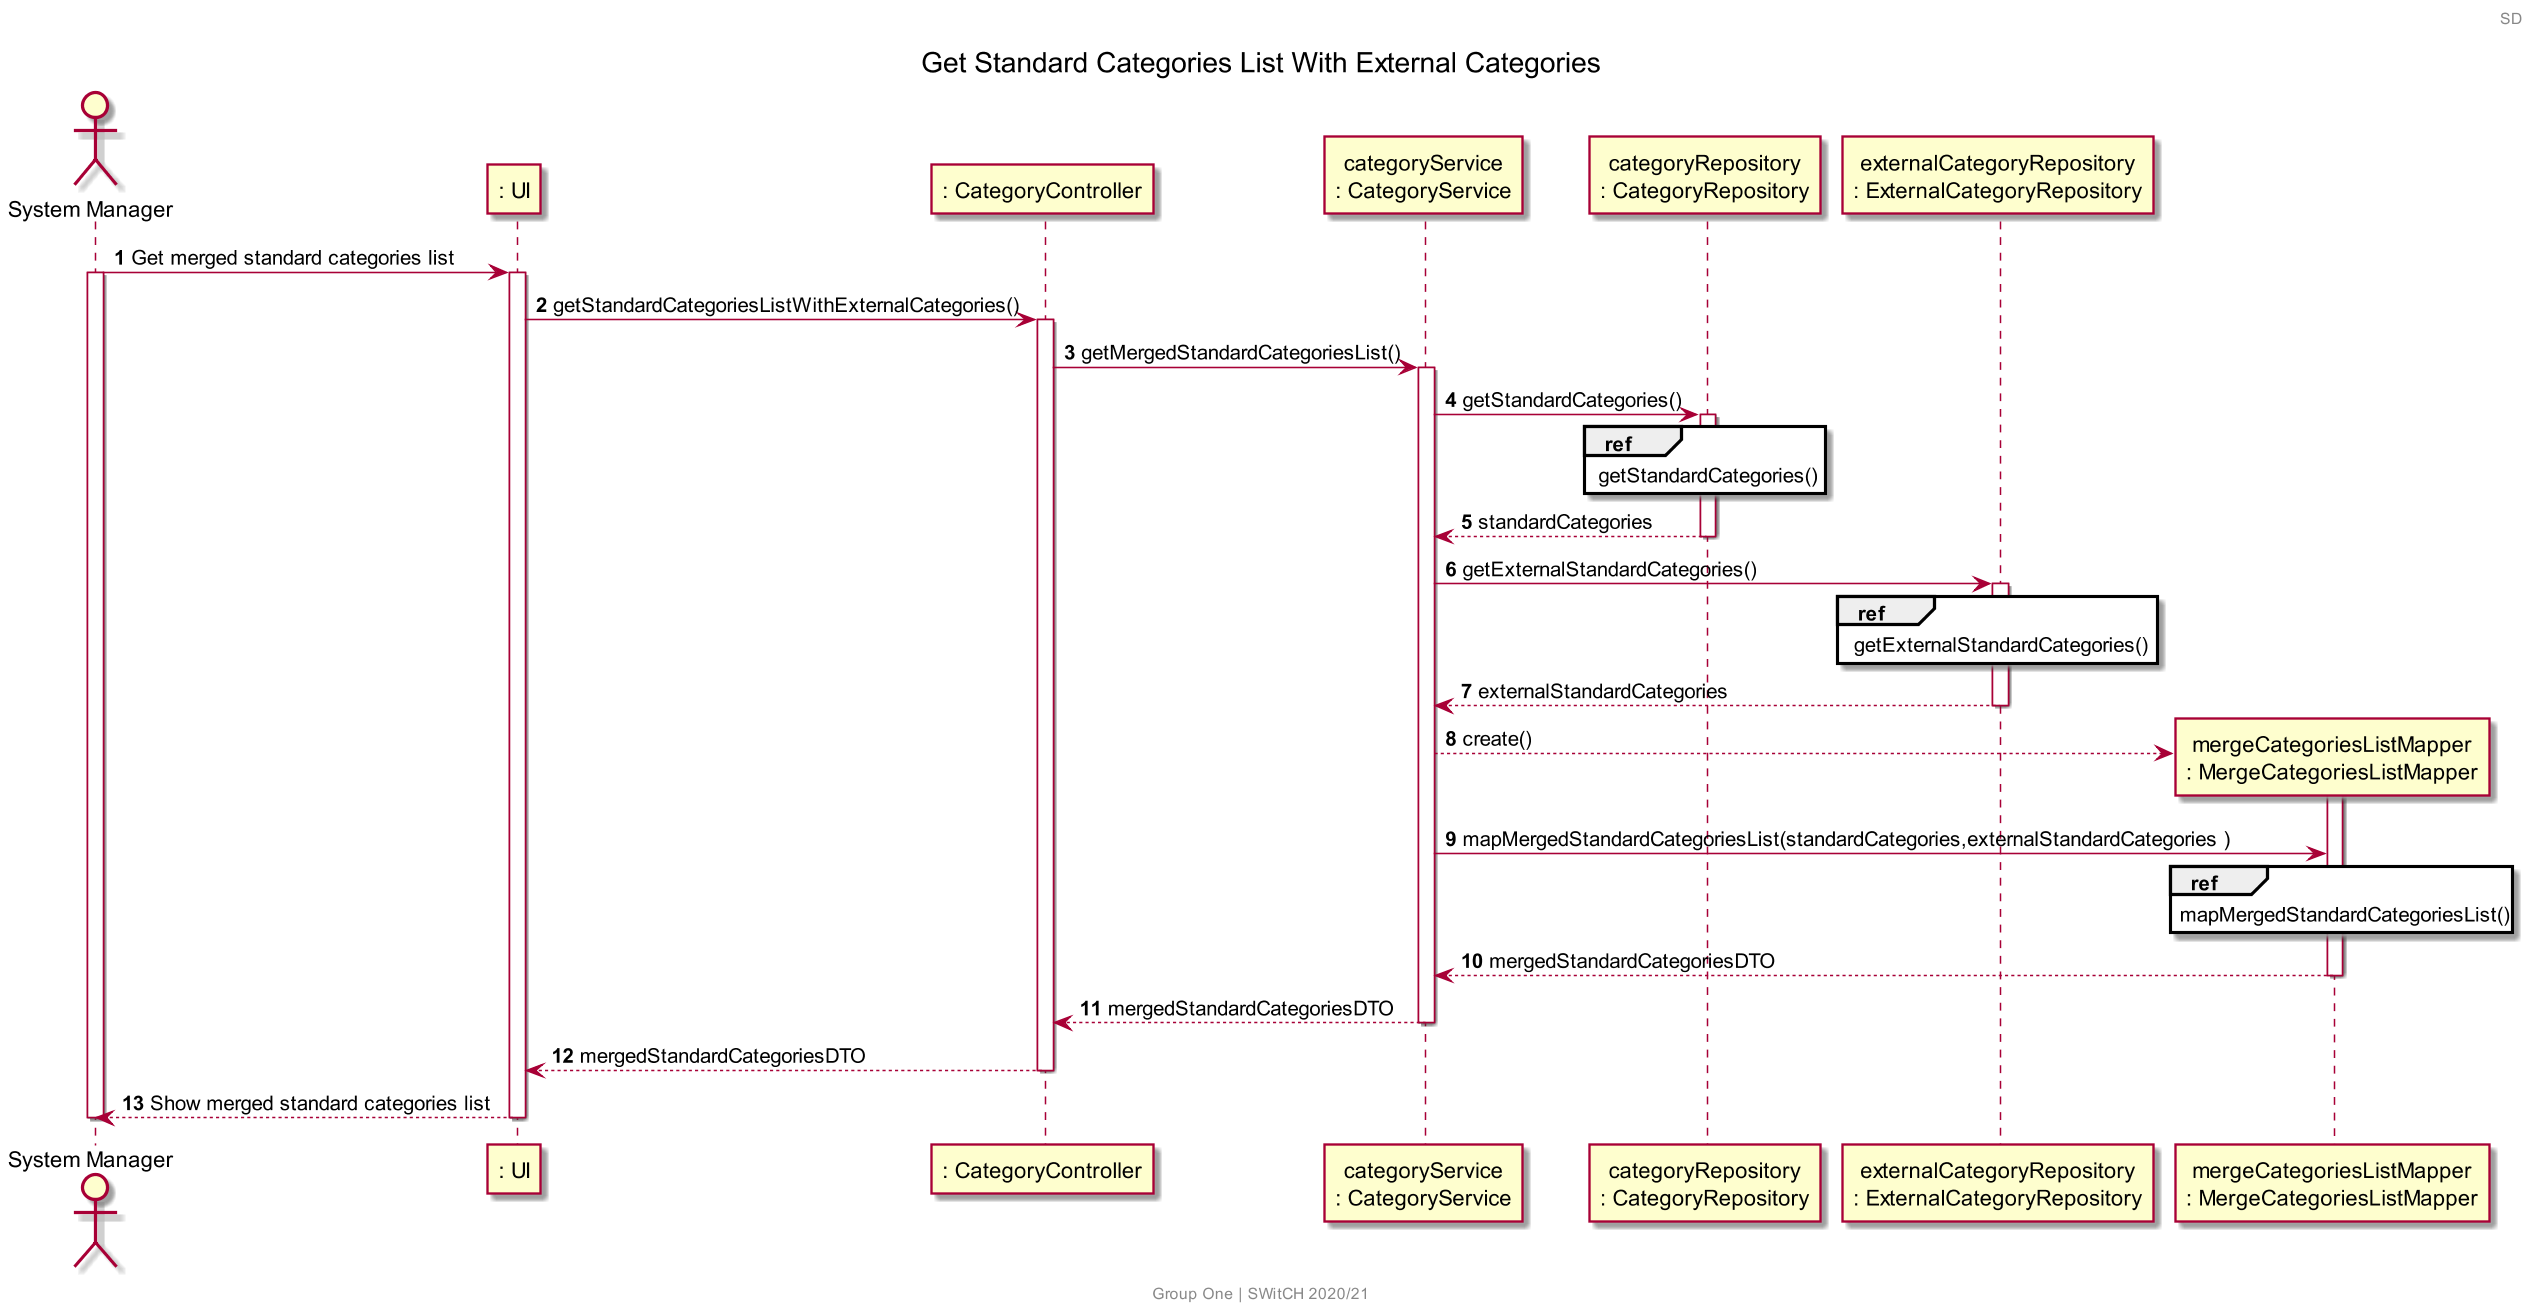 SD
Get Standard Categories List With External Categories
System Manager
: UI
: CategoryController
categoryService
: CategoryService
categoryRepository
: CategoryRepository
externalCategoryRepository
: ExternalCategoryRepository
1 Get merged standard categories list
2 getStandardCategoriesListWithExternalCategories()
3 getMergedStandardCategoriesList()
4 getStandardCategories()
ref
getStandardCategories()
5 standardCategories
6 getExternalStandardCategories()
ref
getExternalStandardCategories()
7 externalStandardCategories
8 create()
mergeCategoriesListMapper
: MergeCategoriesListMapper
9 mapMergedStandardCategoriesList(standardCategories,externalStandardCategories )
ref
mapMergedStandardCategoriesList()
10 mergedStandardCategoriesDTO
11 mergedStandardCategoriesDTO
12 mergedStandardCategoriesDTO
13 Show merged standard categories list
System Manager
: UI
: CategoryController
categoryService
: CategoryService
categoryRepository
: CategoryRepository
externalCategoryRepository
: ExternalCategoryRepository
mergeCategoriesListMapper
: MergeCategoriesListMapper
Group One | SWitCH 2020/21